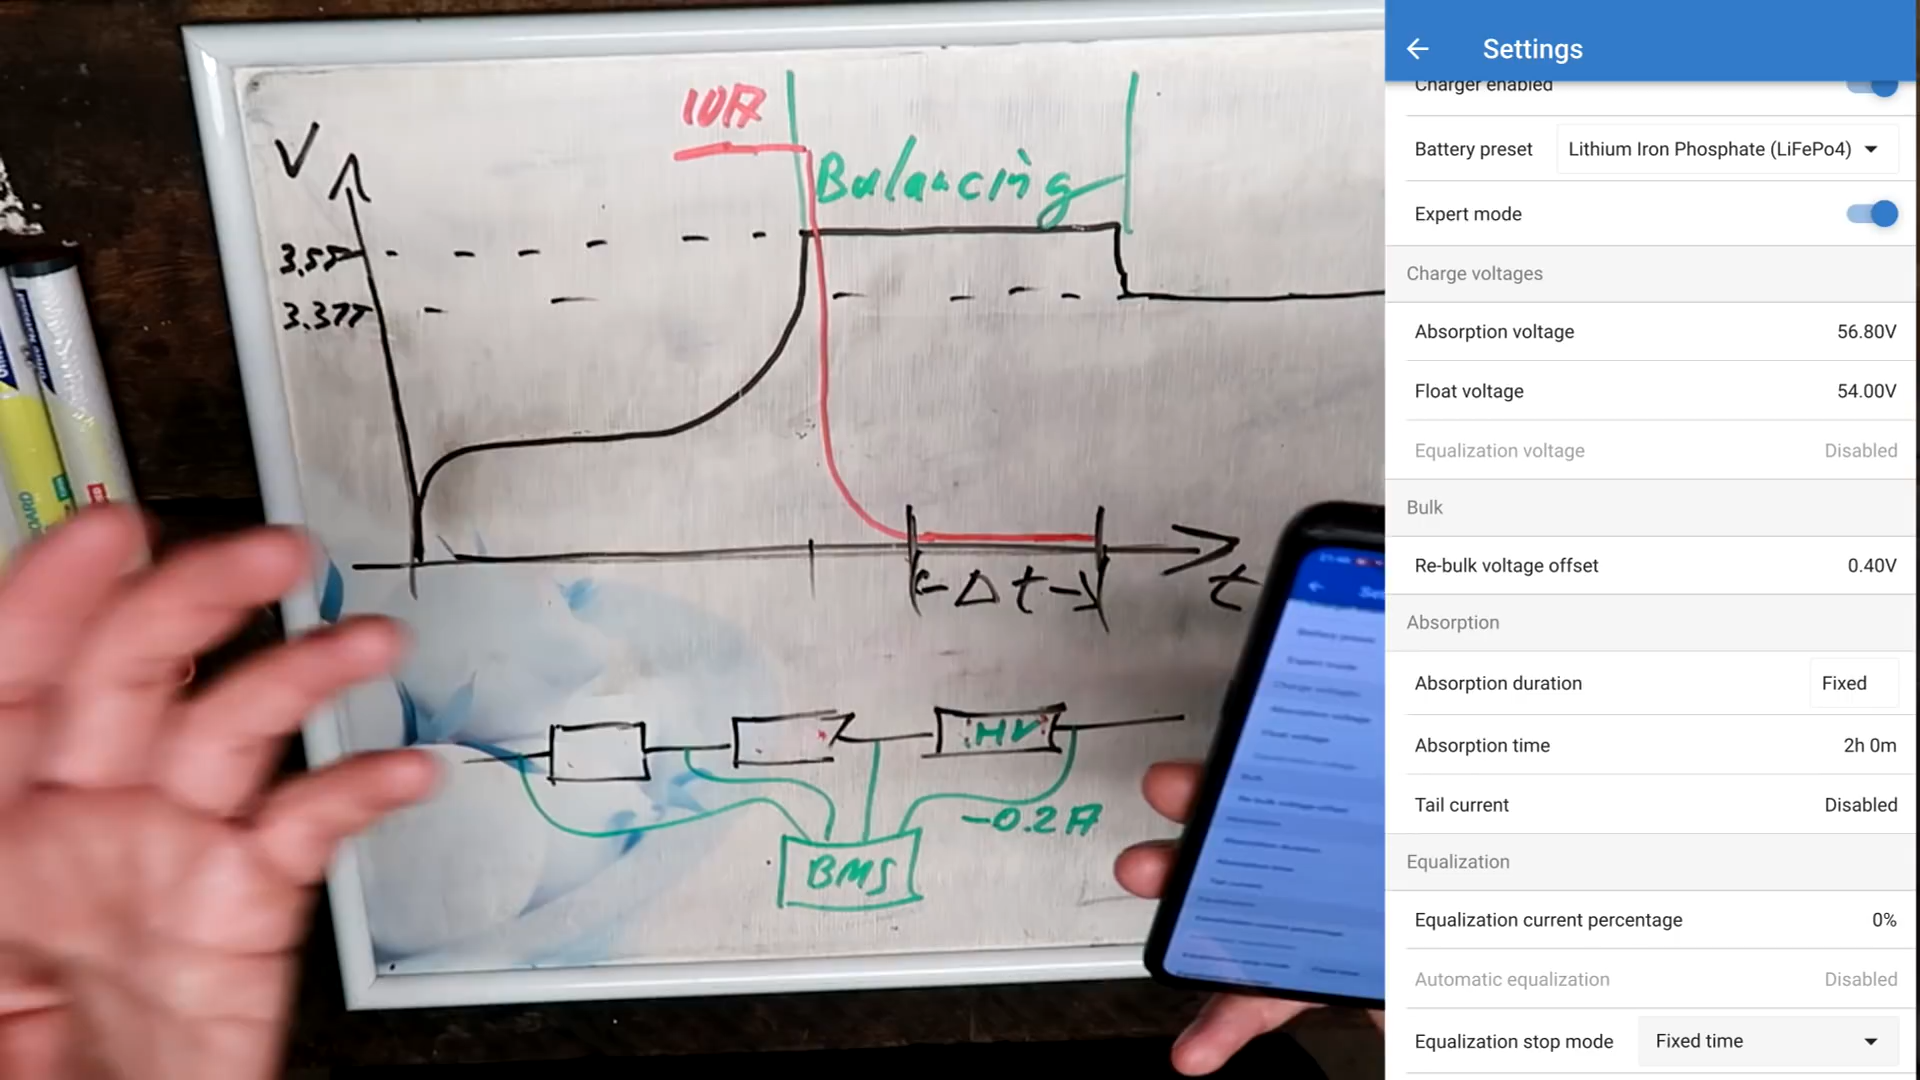 V
10A
Balancing
3.55
3.375
←Δt→
t
HV
-0.2A
BMS
Settings
Charger enabled
Battery preset Lithium Iron Phosphate (LiFePo4)
Expert mode
Charge voltages
Absorption voltage 56.80V
Float voltage 54.00V
Equalization voltage Disabled
Bulk
Re-bulk voltage offset 0.40V
Absorption
Absorption duration Fixed
Absorption time 2h 0m
Tail current Disabled
Equalization
Equalization current percentage 0%
Automatic equalization Disabled
Equalization stop mode Fixed time